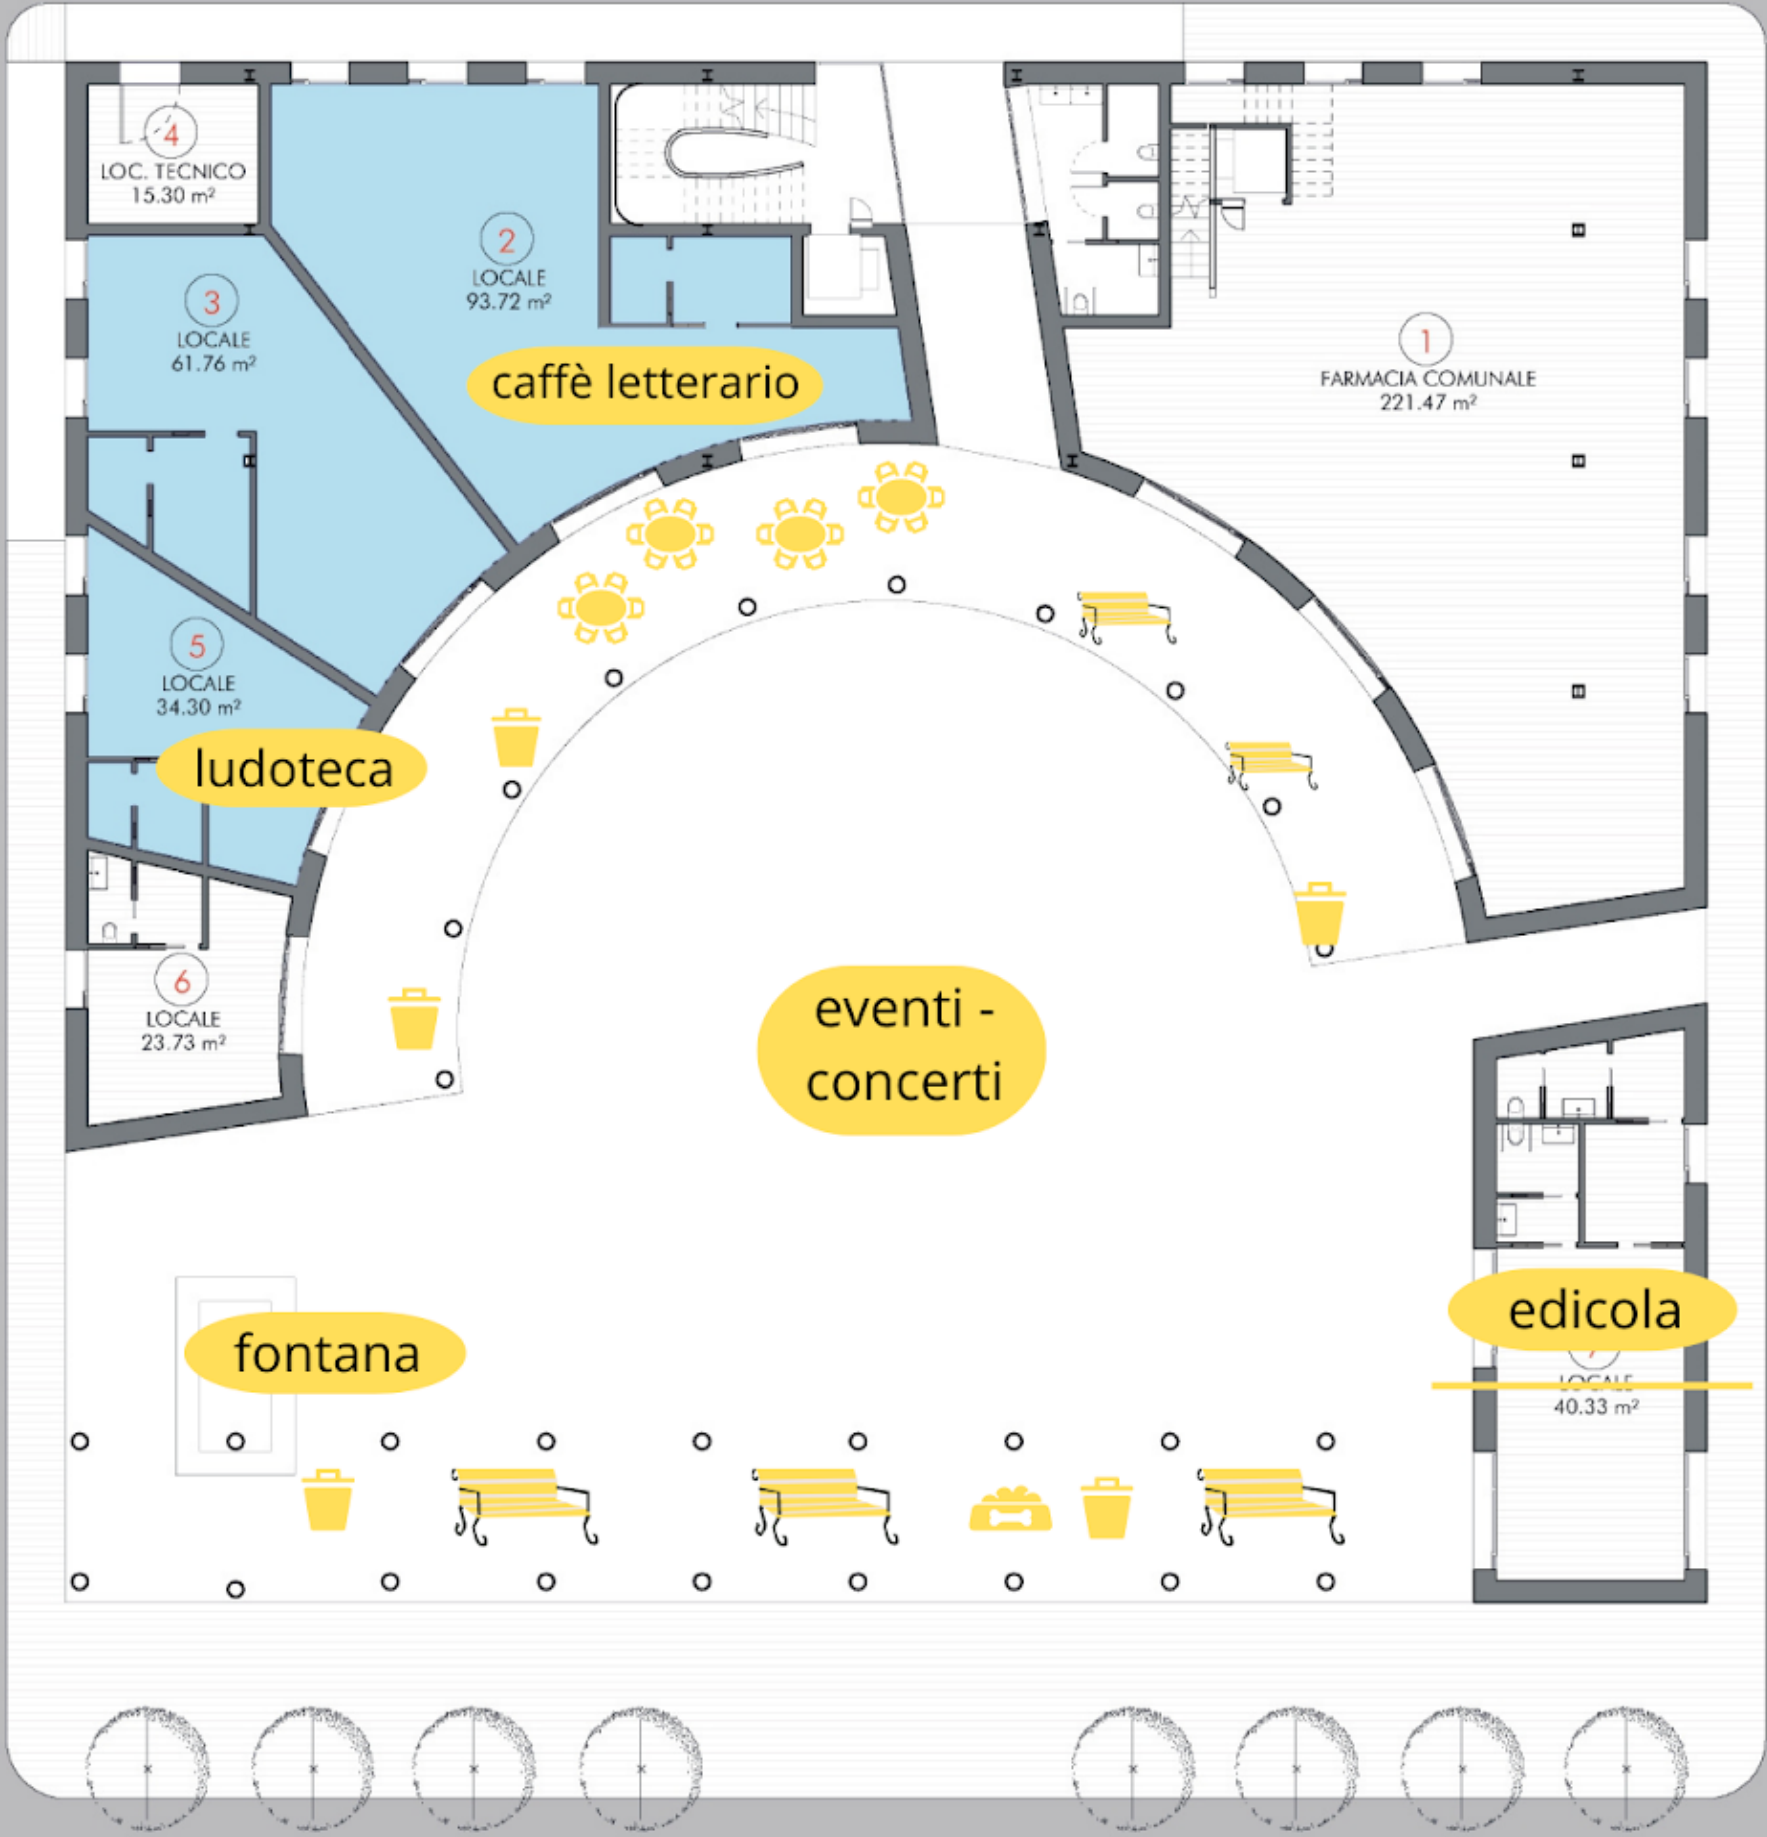 4
LOC. TECNICO
15.30 m²
2
LOCALE
93.72 m²
3
LOCALE
61.76 m²
1
FARMACIA COMUNALE
221.47 m²
caffè letterario
5
LOCALE
34.30 m²
ludoteca
6
LOCALE
23.73 m²
eventi -
concerti
edicola
LOCALE
40.33 m²
fontana